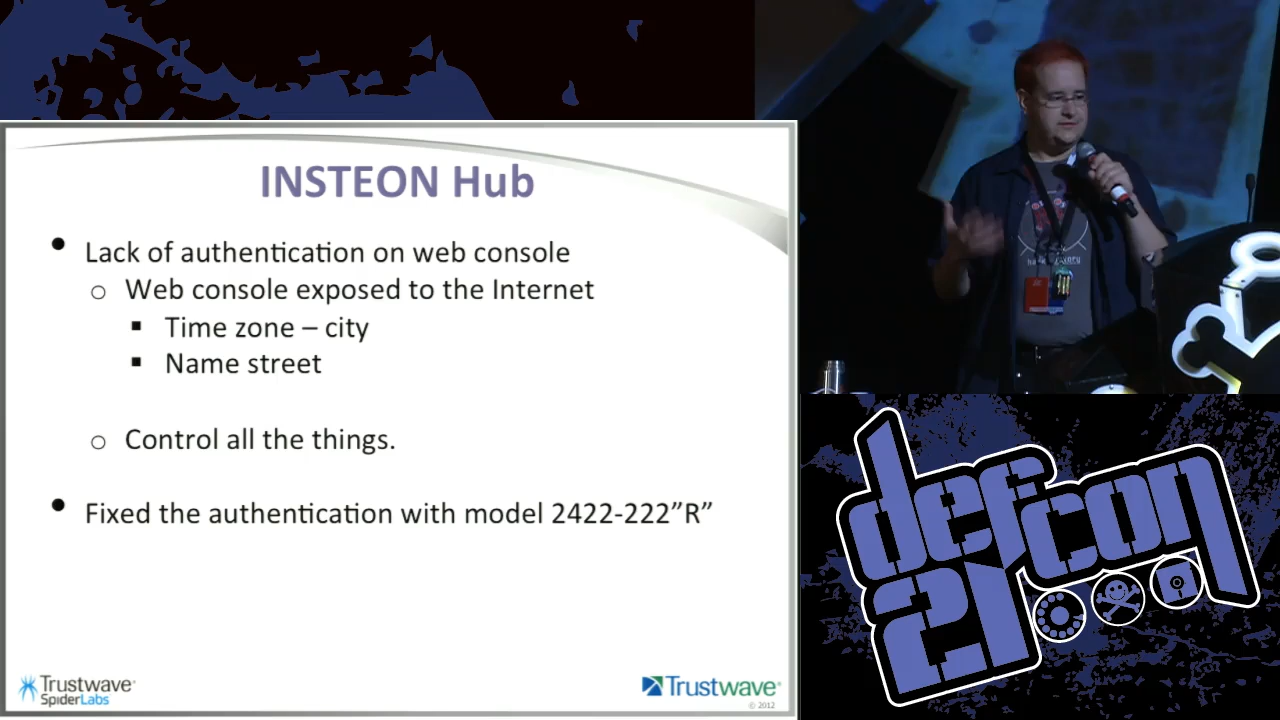 INSTEON Hub
• Lack of authentication on web console
o Web console exposed to the Internet
▪ Time zone – city
▪ Name street
o Control all the things.
• Fixed the authentication with model 2422-222”R”
Trustwave®
SpiderLabs
Trustwave®
© 2012
defcon
21